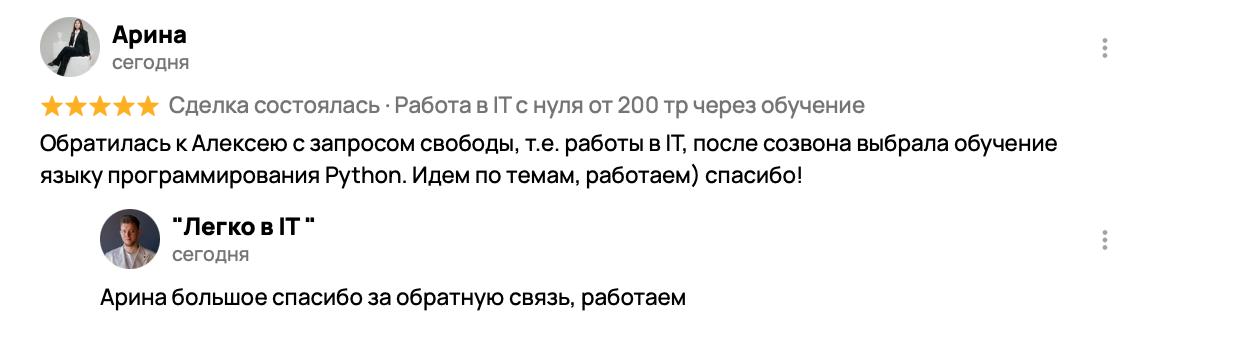 Арина
сегодня
Сделка состоялась · Работа в IT с нуля от 200 тр через обучение
Обратилась к Алексею с запросом свободы, т.е. работы в IT, после созвона выбрала обучение
языку программирования Python. Идем по темам, работаем) спасибо!
"Легко в IT "
сегодня
Арина большое спасибо за обратную связь, работаем